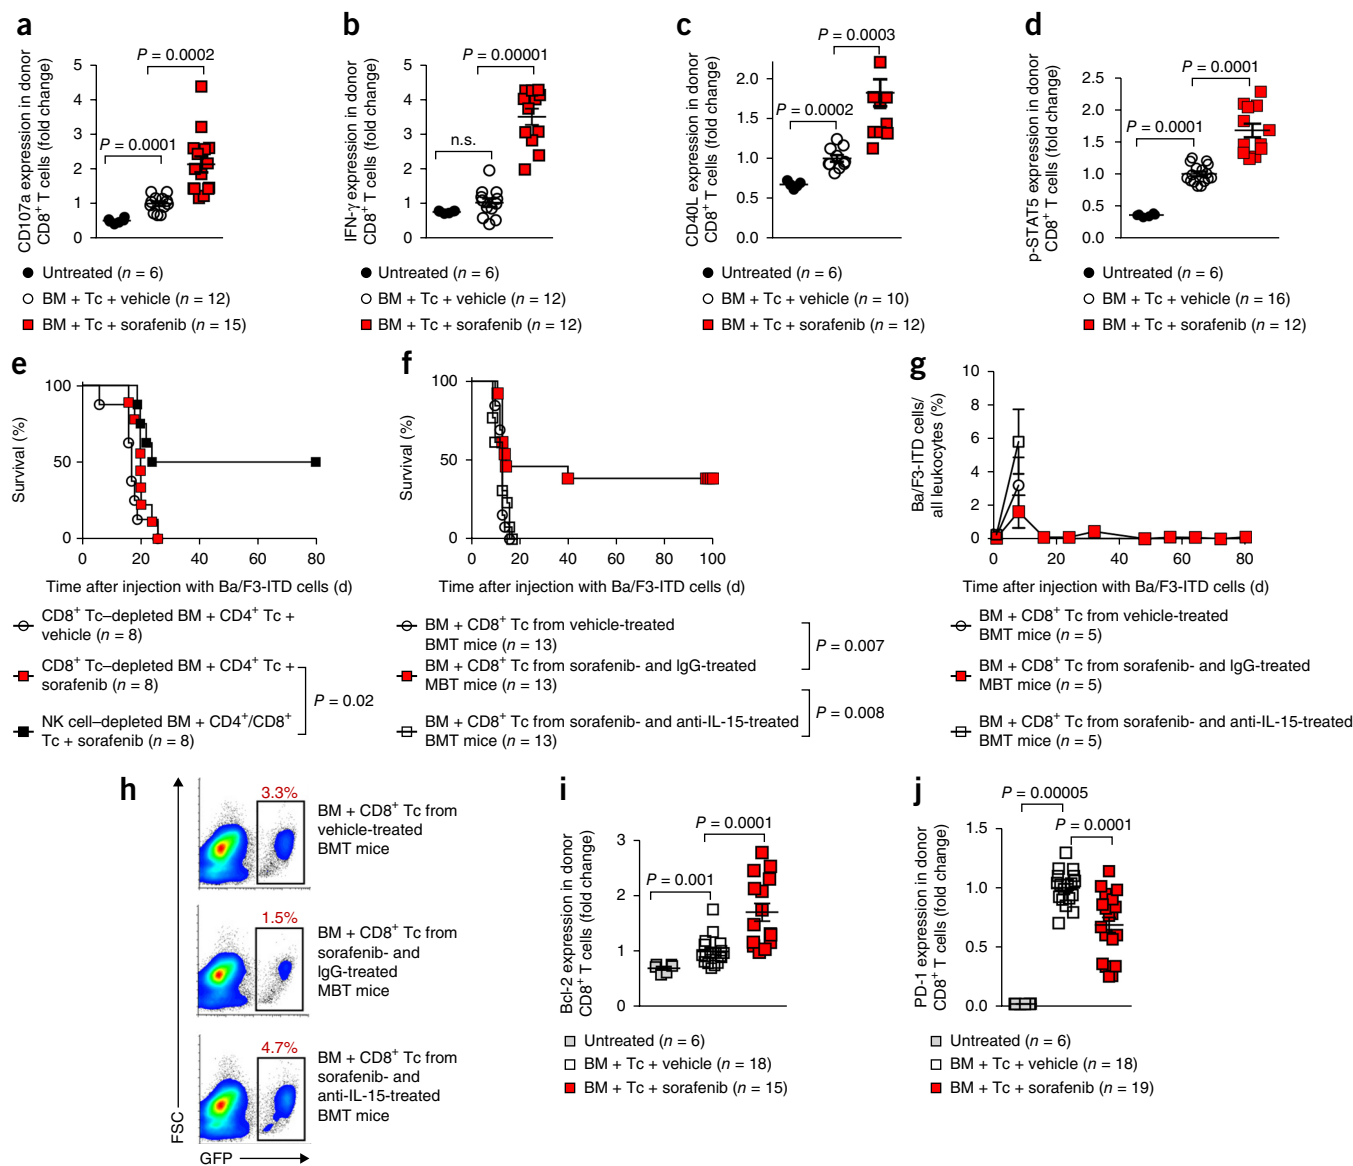 a
CD107a expression in donor
CD8⁺ T cells (fold change)
P = 0.0002
P = 0.0001
5
4
3
2
1
0
Untreated (n = 6)
BM + Tc + vehicle (n = 12)
BM + Tc + sorafenib (n = 15)
b
IFN-γ expression in donor
CD8⁺ T cells (fold change)
P = 0.00001
n.s.
5
4
3
2
1
0
Untreated (n = 6)
BM + Tc + vehicle (n = 12)
BM + Tc + sorafenib (n = 12)
c
CD40L expression in donor
CD8⁺ T cells (fold change)
P = 0.0003
P = 0.0002
2.0
1.5
1.0
0.5
0.0
Untreated (n = 6)
BM + Tc + vehicle (n = 10)
BM + Tc + sorafenib (n = 12)
d
p-STAT5 expression in donor
CD8⁺ T cells (fold change)
P = 0.0001
P = 0.0001
2.5
2.0
1.5
1.0
0.5
0.0
Untreated (n = 6)
BM + Tc + vehicle (n = 16)
BM + Tc + sorafenib (n = 12)
e
Survival (%)
100
50
0
0 20 40 60 80
Time after injection with Ba/F3-ITD cells (d)
CD8⁺ Tc–depleted BM + CD4⁺ Tc +
vehicle (n = 8)
CD8⁺ Tc–depleted BM + CD4⁺ Tc +
sorafenib (n = 8)
NK cell–depleted BM + CD4⁺/CD8⁺
Tc + sorafenib (n = 8)
P = 0.02
f
Survival (%)
100
50
0
0 20 40 60 80 100
Time after injection with Ba/F3-ITD cells (d)
BM + CD8⁺ Tc from vehicle-treated
BMT mice (n = 13)
BM + CD8⁺ Tc from sorafenib- and IgG-treated
MBT mice (n = 13)
BM + CD8⁺ Tc from sorafenib- and anti-IL-15-treated
BMT mice (n = 13)
P = 0.007
P = 0.008
g
Ba/F3-ITD cells/
all leukocytes (%)
10
8
6
4
2
0
0 20 40 60 80
Time after injection with Ba/F3-ITD cells (d)
BM + CD8⁺ Tc from vehicle-treated
BMT mice (n = 5)
BM + CD8⁺ Tc from sorafenib- and IgG-treated
MBT mice (n = 5)
BM + CD8⁺ Tc from sorafenib- and anti-IL-15-treated
BMT mice (n = 5)
h
FSC
GFP
3.3%
BM + CD8⁺ Tc from
vehicle-treated
BMT mice
1.5%
BM + CD8⁺ Tc from
sorafenib- and
IgG-treated
MBT mice
4.7%
BM + CD8⁺ Tc from
sorafenib- and
anti-IL-15-treated
BMT mice
i
Bcl-2 expression in donor
CD8⁺ T cells (fold change)
P = 0.0001
P = 0.001
3
2
1
0
Untreated (n = 6)
BM + Tc + vehicle (n = 18)
BM + Tc + sorafenib (n = 15)
j
PD-1 expression in donor
CD8⁺ T cells (fold change)
P = 0.00005
P = 0.0001
1.5
1.0
0.5
0.0
Untreated (n = 6)
BM + Tc + vehicle (n = 18)
BM + Tc + sorafenib (n = 19)